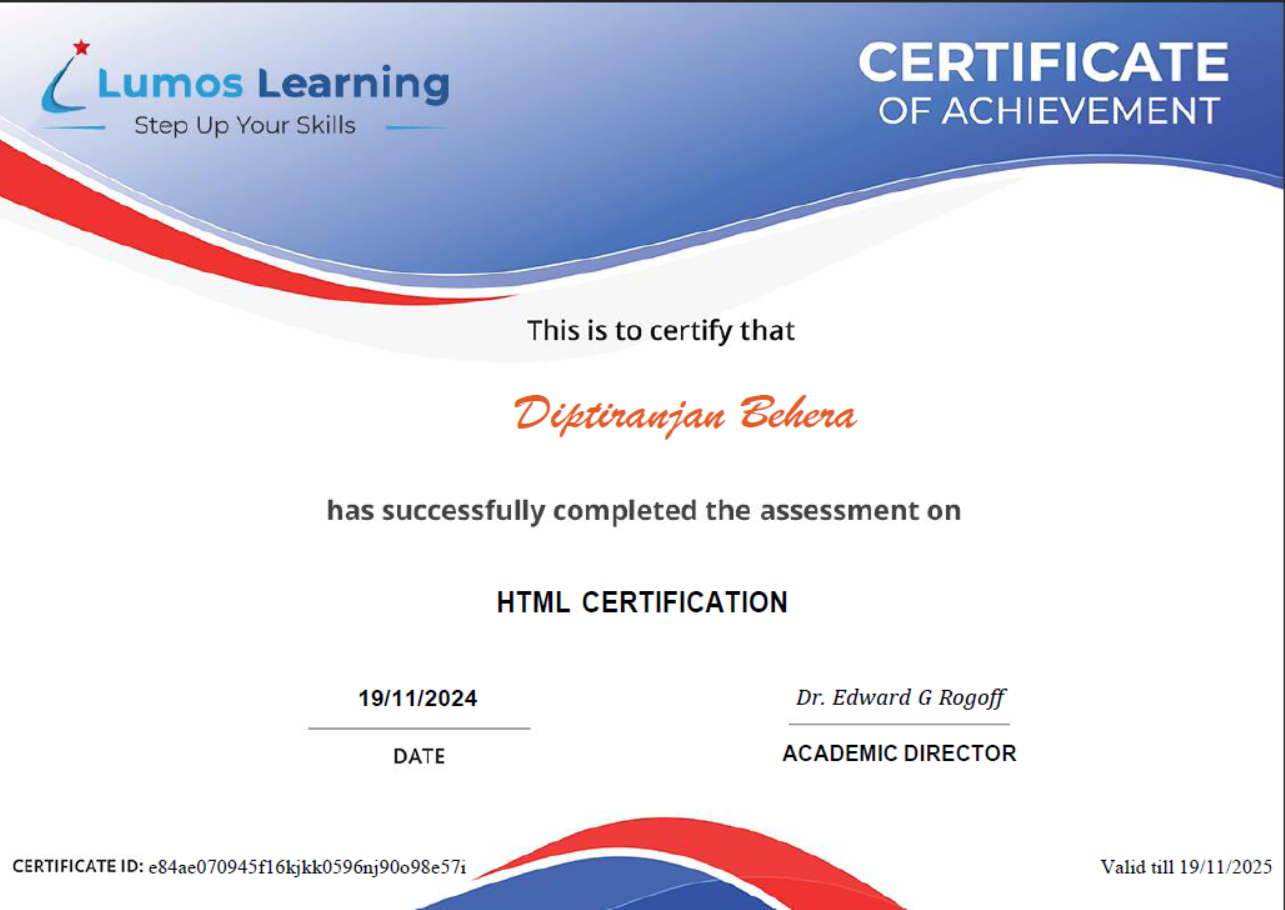 Lumos Learning
Step Up Your Skills
CERTIFICATE
OF ACHIEVEMENT
This is to certify that
Diptiranjan Behera
has successfully completed the assessment on
HTML CERTIFICATION
19/11/2024
DATE
Dr. Edward G Rogoff
ACADEMIC DIRECTOR
CERTIFICATE ID: e84ae070945f16kjkk0596nj90o98e57i
Valid till 19/11/2025